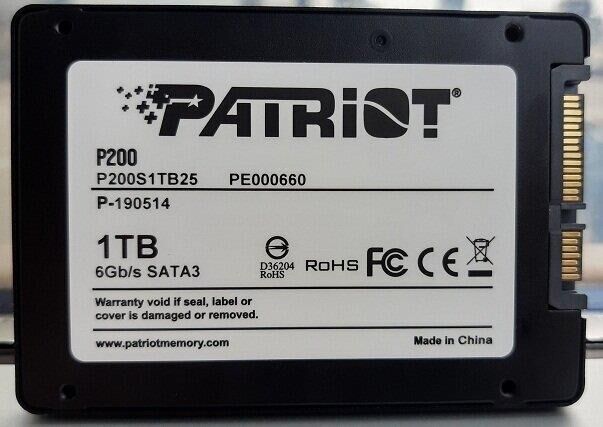 PATRIOT®
P200
P200S1TB25 PE000660
P-190514
1TB
6Gb/s SATA3
D36204
RoHS
RoHS FC CE
Warranty void if seal, label or
cover is damaged or removed.
www.patriotmemory.com Made in China